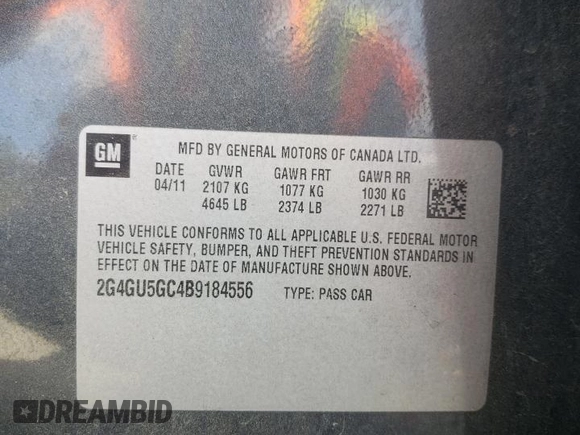 GM
MFD BY GENERAL MOTORS OF CANADA LTD.
DATE GVWR GAWR FRT GAWR RR
04/11 2107 KG 1077 KG 1030 KG
4645 LB 2374 LB 2271 LB
THIS VEHICLE CONFORMS TO ALL APPLICABLE U.S. FEDERAL MOTOR
VEHICLE SAFETY, BUMPER, AND THEFT PREVENTION STANDARDS IN
EFFECT ON THE DATE OF MANUFACTURE SHOWN ABOVE.
2G4GU5GC4B9184556 TYPE: PASS CAR
DREAMBID